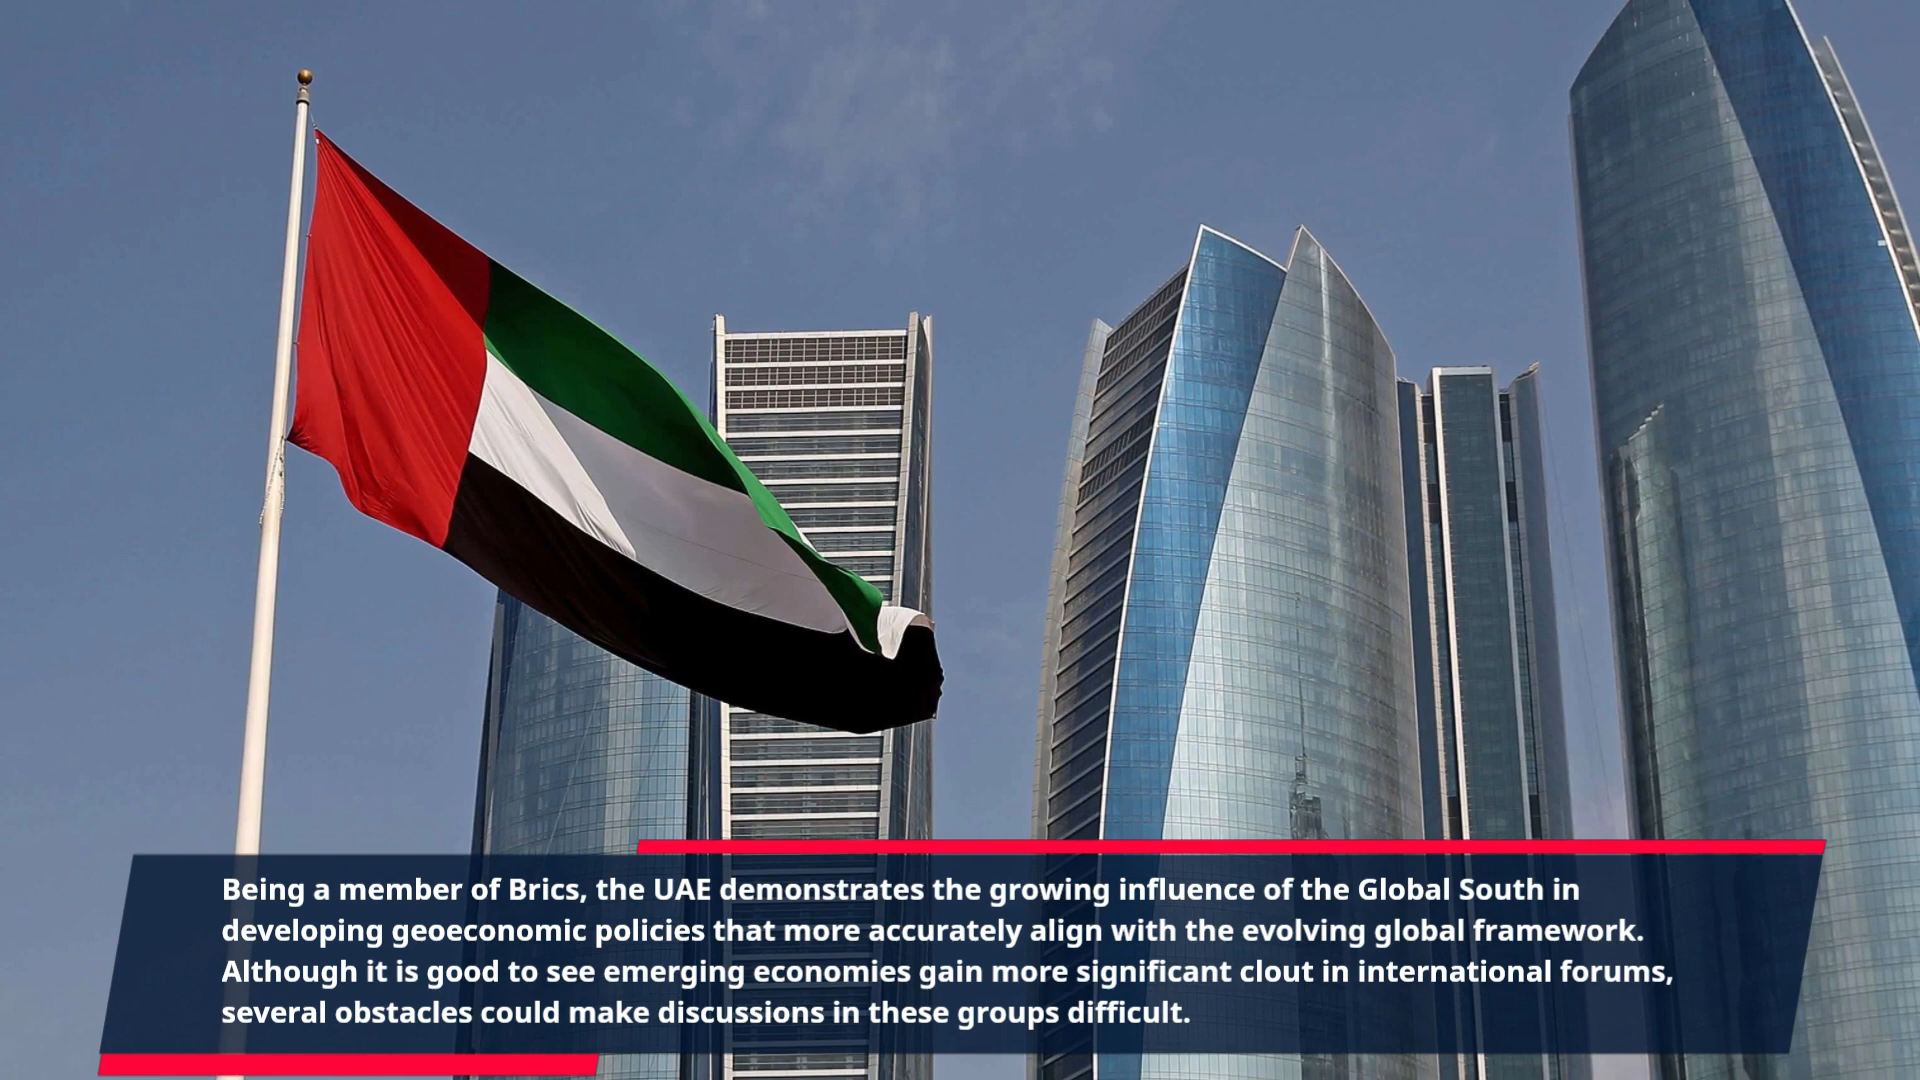 Being a member of Brics, the UAE demonstrates the growing influence of the Global South in
developing geoeconomic policies that more accurately align with the evolving global framework.
Although it is good to see emerging economies gain more significant clout in international forums,
several obstacles could make discussions in these groups difficult.